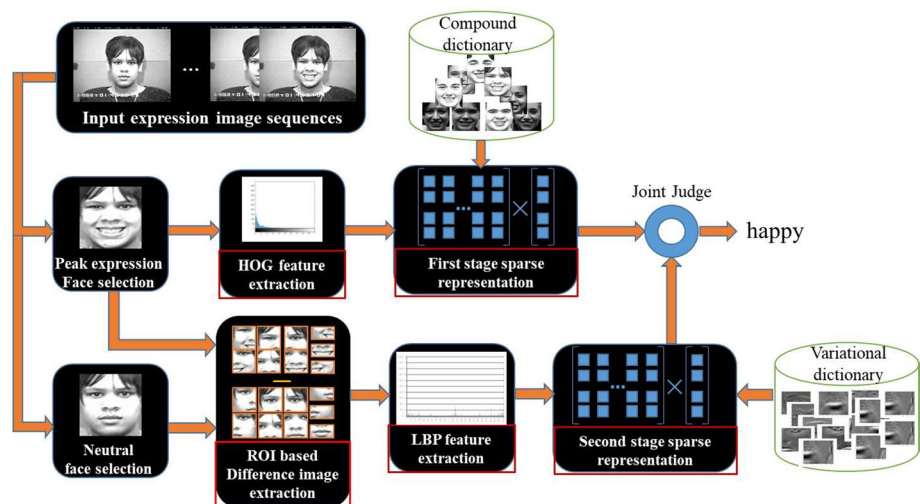 Compound
dictionary
Input expression image sequences
Joint Judge
happy
Peak expression
Face selection
HOG feature
extraction
First stage sparse
representation
Variational
dictionary
Neutral
face selection
ROI based
Difference image
extraction
LBP feature
extraction
Second stage sparse
representation